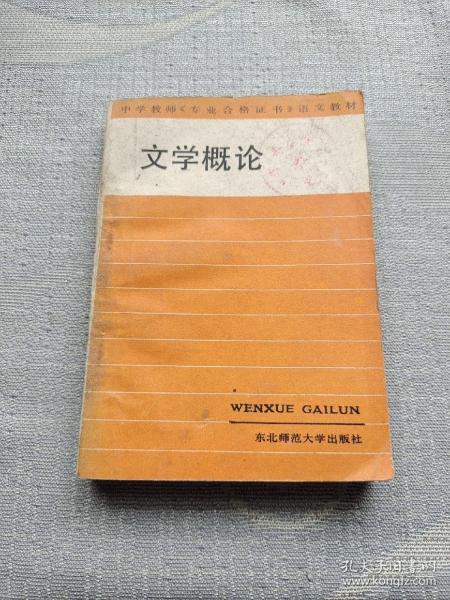 中学教师《专业合格证书》语文教材
文学概论
WENXUE GAILUN
东北师范大学出版社
孔夫子旧书网
www.kongfz.com